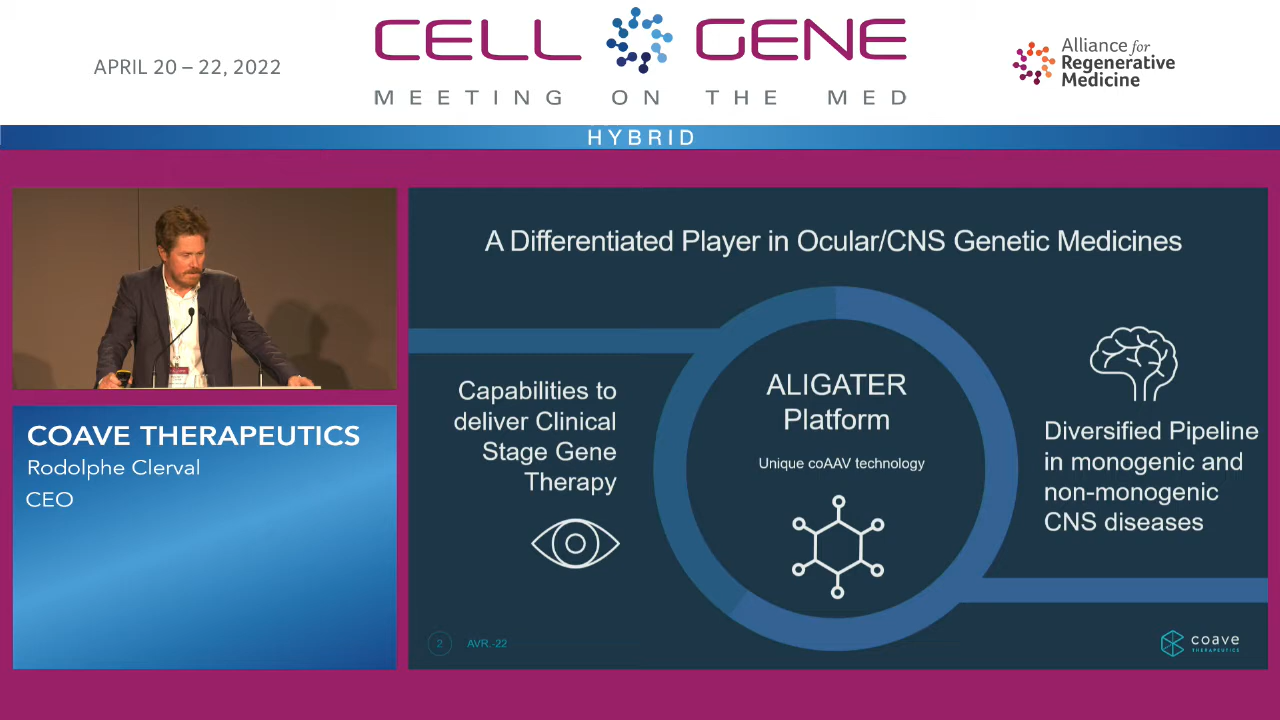 APRIL 20 – 22, 2022
CELL GENE
MEETING ON THE MED
Alliance for
Regenerative
Medicine
HYBRID
COAVE THERAPEUTICS
Rodolphe Clerval
CEO
A Differentiated Player in Ocular/CNS Genetic Medicines
Capabilities to
deliver Clinical
Stage Gene
Therapy
ALIGATER
Platform
Unique coAAV technology
Diversified Pipeline
in monogenic and
non-monogenic
CNS diseases
2
AVR.-22
coave
THERAPEUTICS